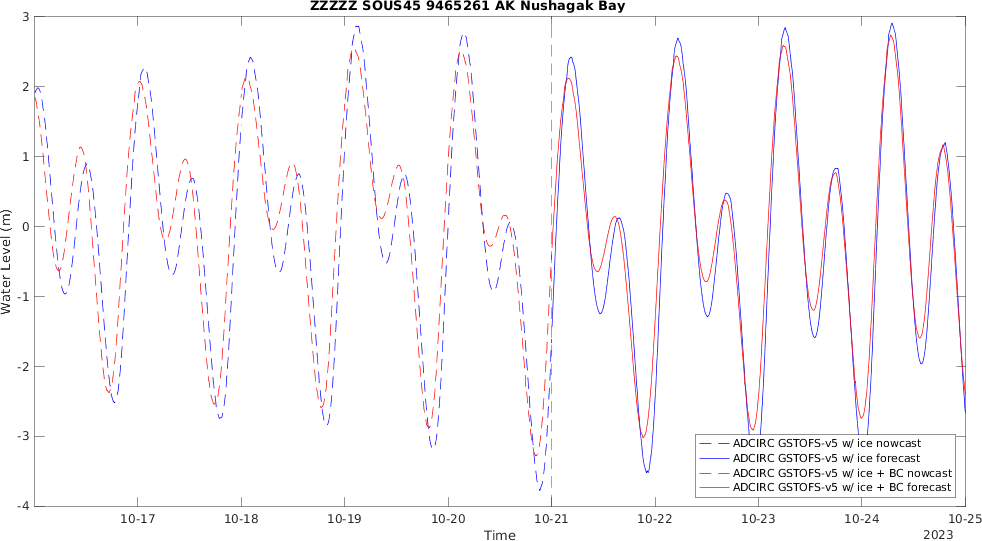 ZZZZZ SOUS45 9465261 AK Nushagak Bay
3
2
1
0
-1
-2
-3
-4
Water Level (m)
ADCIRC GSTOFS-v5 w/ ice nowcast
ADCIRC GSTOFS-v5 w/ ice forecast
ADCIRC GSTOFS-v5 w/ ice + BC nowcast
ADCIRC GSTOFS-v5 w/ ice + BC forecast
10-17 10-18 10-19 10-20 10-21 10-22 10-23 10-24 10-25
Time
2023